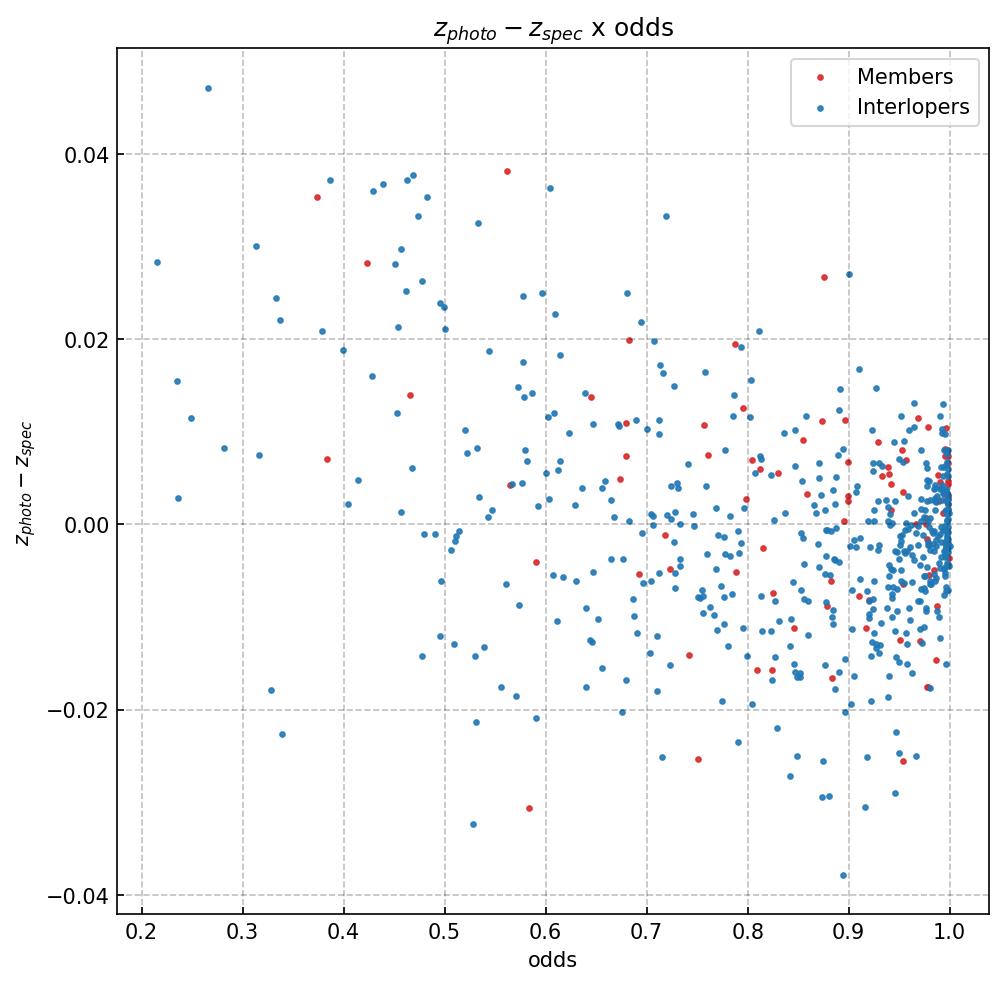 z_photo − z_spec x odds
Members
Interlopers
z_photo − z_spec
0.04
0.02
0.00
−0.02
−0.04
0.2 0.3 0.4 0.5 0.6 0.7 0.8 0.9 1.0
odds